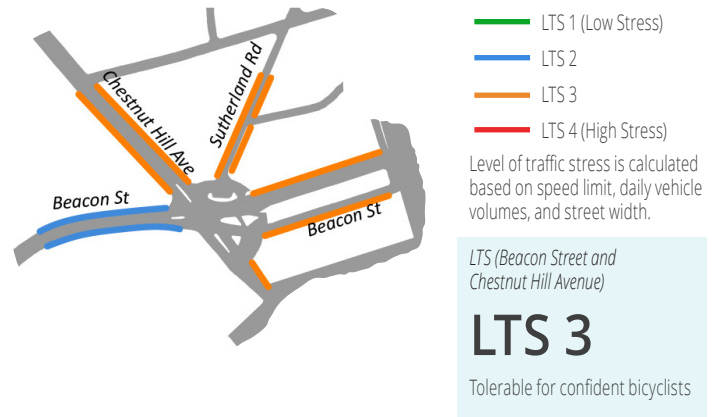 Chestnut Hill Ave
Sutherland Rd
Beacon St
Beacon St
LTS 1 (Low Stress)
LTS 2
LTS 3
LTS 4 (High Stress)
Level of traffic stress is calculated
based on speed limit, daily vehicle
volumes, and street width.
LTS (Beacon Street and
Chestnut Hill Avenue)
LTS 3
Tolerable for confident bicyclists